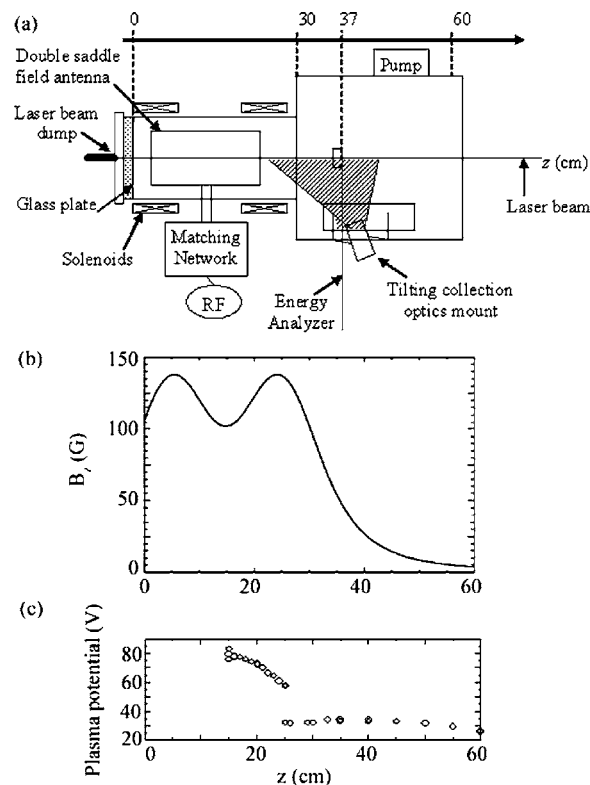 (a)
0 30 37 60
Double saddle
field antenna
Pump
Laser beam
dump
z (cm)
Glass plate
Laser beam
Solenoids
Matching
Network
RF
Energy
Analyzer
Tilting collection
optics mount
(b)
150
100
50
0
B_z (G)
0 20 40 60
(c)
Plasma potential (V)
80
60
40
20
0 20 40 60
z (cm)